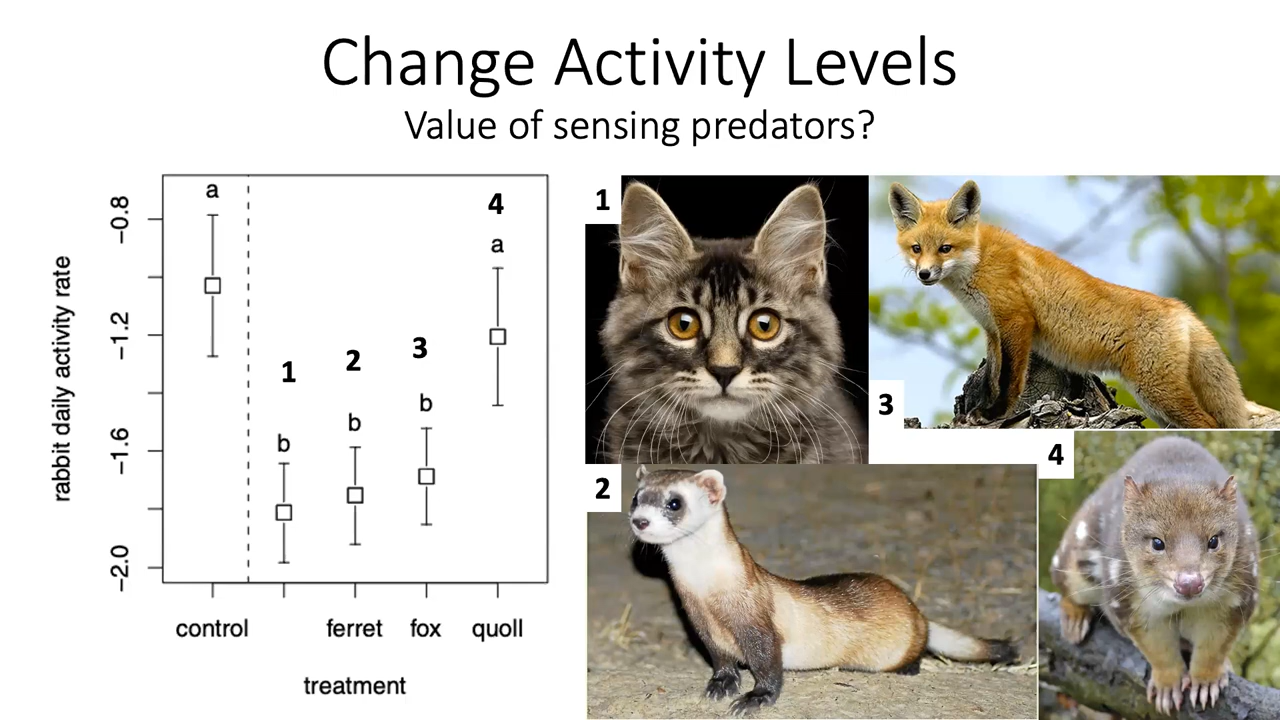 Change Activity Levels
Value of sensing predators?
rabbit daily activity rate
−0.8
−1.2
−1.6
−2.0
a
1
b
2
b
3
b
4
a
control
ferret
fox
quoll
treatment
1
3
2
4